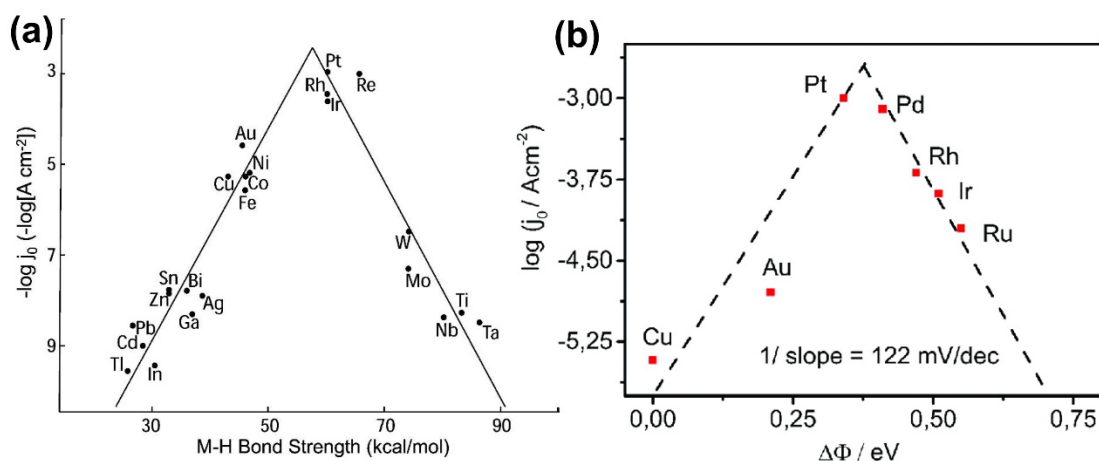 (a)
3
5
7
9
-log j₀ (-log[A cm⁻²])
Pt
Re
Rh
Ir
Au
Ni
Cu
Co
Fe
W
Mo
Sn
Bi
Zn
Ag
Ga
Ti
Pb
Nb
Ta
Cd
Tl
In
30
50
70
90
M-H Bond Strength (kcal/mol)
(b)
-3,00
-3,75
-4,50
-5,25
log (j₀ / Acm⁻²)
Pt
Pd
Rh
Ir
Ru
Au
Cu
1/ slope = 122 mV/dec
0,00
0,25
0,50
0,75
ΔΦ / eV